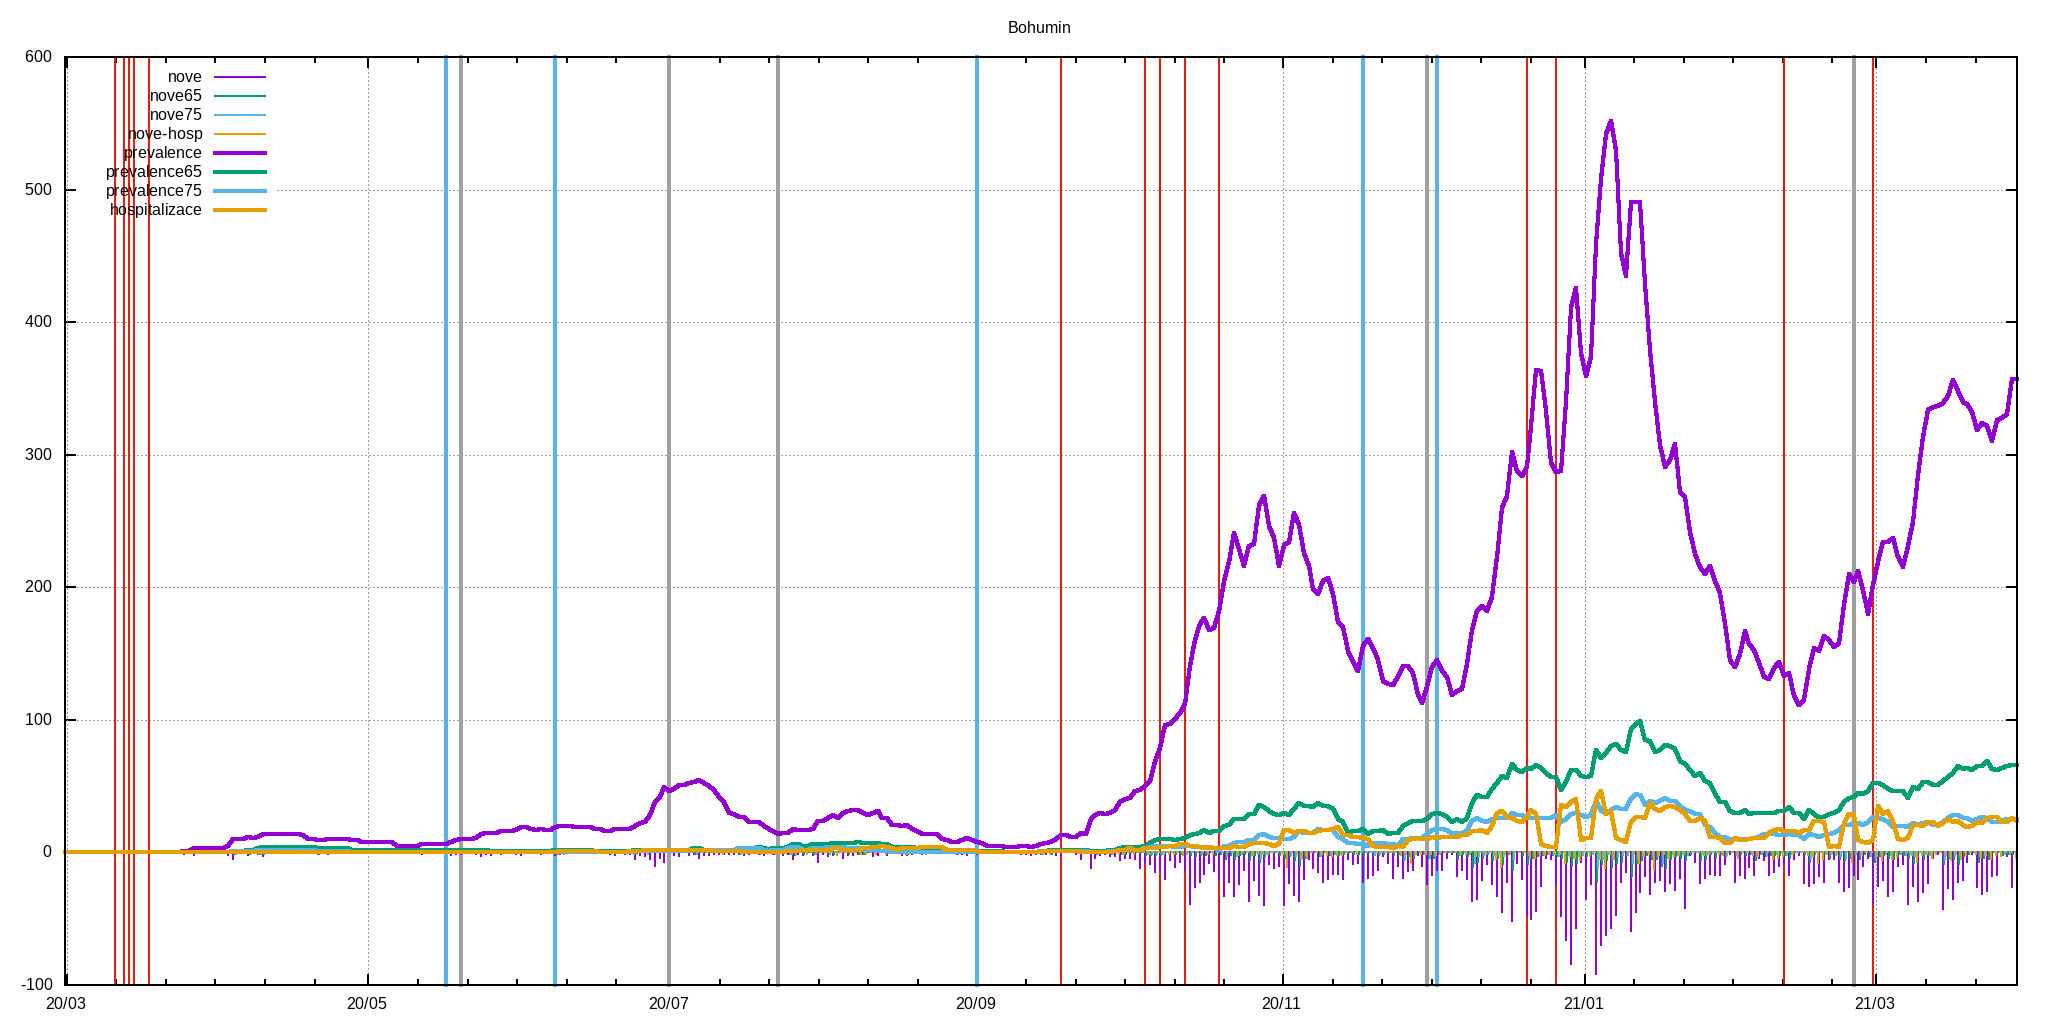 Bohumin
600
500
400
300
200
100
0
-100
nove
nove65
nove75
nove-hosp
prevalence
prevalence65
prevalence75
hospitalizace
20/03 20/05 20/07 20/09 20/11 21/01 21/03